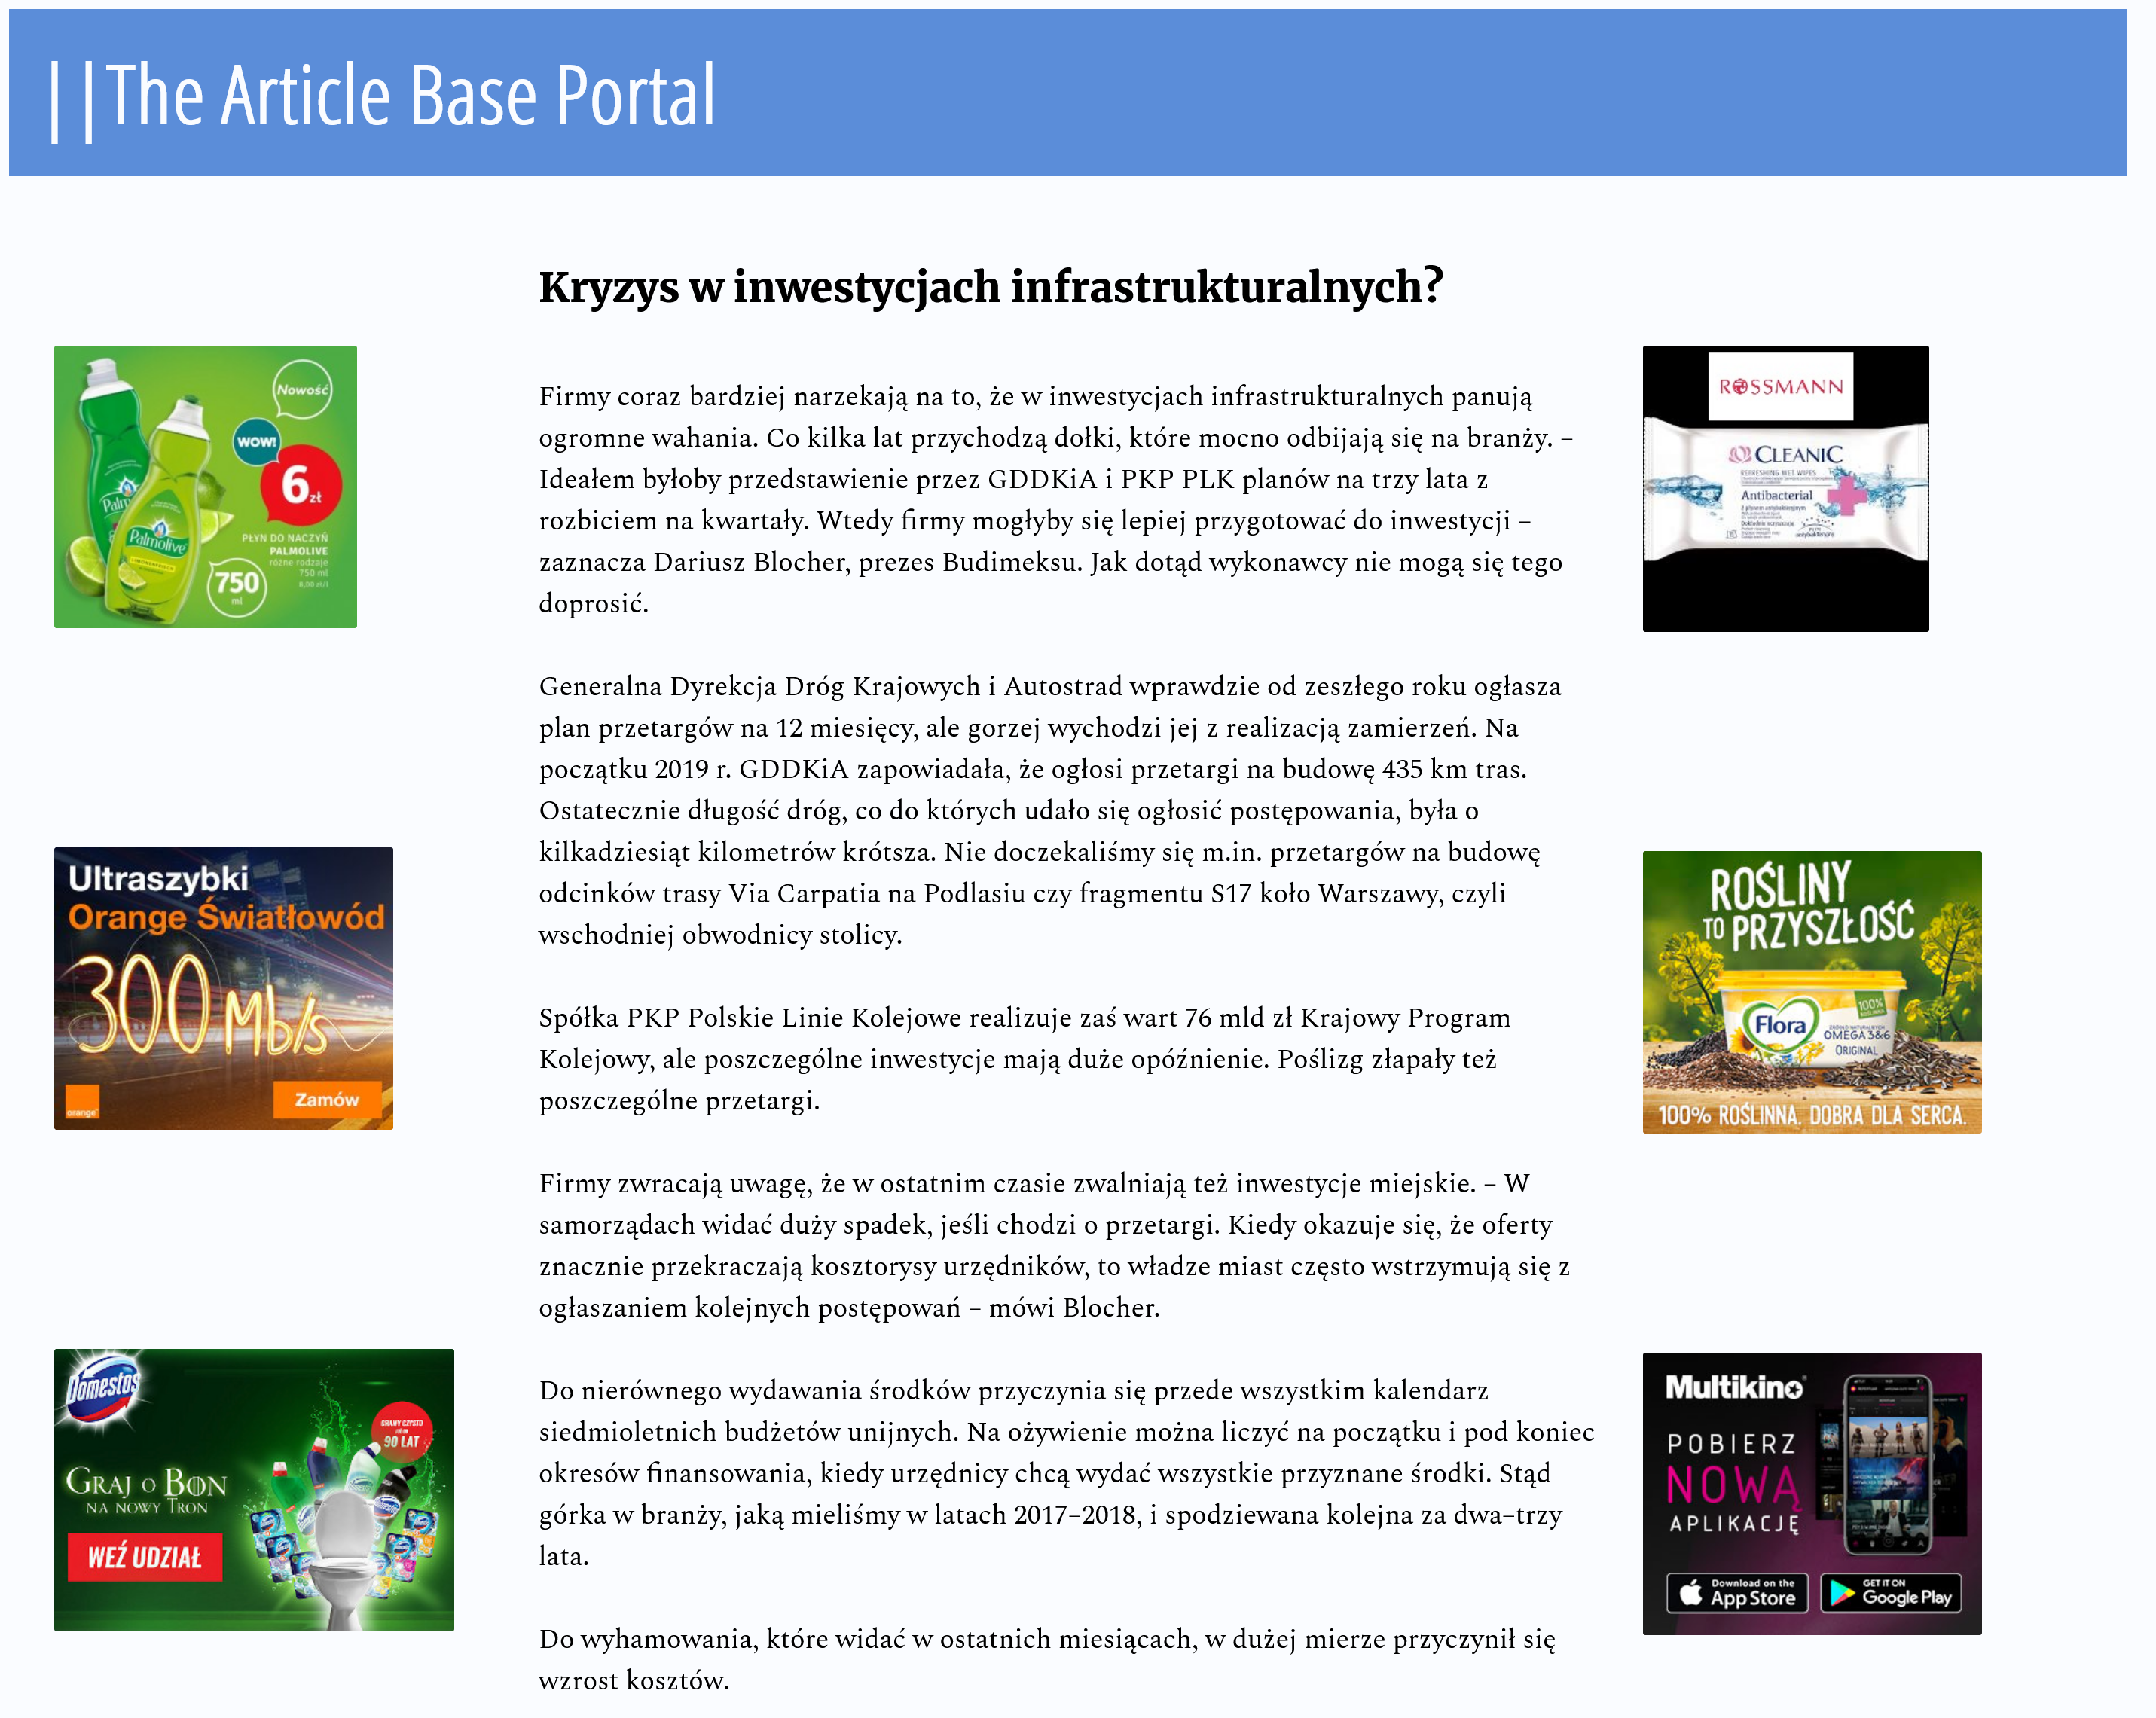 ||The Article Base Portal
Kryzys w inwestycjach infrastrukturalnych?
Firmy coraz bardziej narzekają na to, że w inwestycjach infrastrukturalnych panują
ogromne wahania. Co kilka lat przychodzą dołki, które mocno odbijają się na branży. –
Ideałem byłoby przedstawienie przez GDDKiA i PKP PLK planów na trzy lata z
rozbiciem na kwartały. Wtedy firmy mogłyby się lepiej przygotować do inwestycji –
zaznacza Dariusz Blocher, prezes Budimeksu. Jak dotąd wykonawcy nie mogą się tego
doprosić.
Generalna Dyrekcja Dróg Krajowych i Autostrad wprawdzie od zeszłego roku ogłasza
plan przetargów na 12 miesięcy, ale gorzej wychodzi jej z realizacją zamierzeń. Na
początku 2019 r. GDDKiA zapowiadała, że ogłosi przetargi na budowę 435 km tras.
Ostatecznie długość dróg, co do których udało się ogłosić postępowania, była o
kilkadziesiąt kilometrów krótsza. Nie doczekaliśmy się m.in. przetargów na budowę
odcinków trasy Via Carpatia na Podlasiu czy fragmentu S17 koło Warszawy, czyli
wschodniej obwodnicy stolicy.
Spółka PKP Polskie Linie Kolejowe realizuje zaś wart 76 mld zł Krajowy Program
Kolejowy, ale poszczególne inwestycje mają duże opóźnienie. Poślizg złapały też
poszczególne przetargi.
Firmy zwracają uwagę, że w ostatnim czasie zwalniają też inwestycje miejskie. – W
samorządach widać duży spadek, jeśli chodzi o przetargi. Kiedy okazuje się, że oferty
znacznie przekraczają kosztorysy urzędników, to władze miast często wstrzymują się z
ogłaszaniem kolejnych postępowań – mówi Blocher.
Do nierównego wydawania środków przyczynia się przede wszystkim kalendarz
siedmioletnich budżetów unijnych. Na ożywienie można liczyć na początku i pod koniec
okresów finansowania, kiedy urzędnicy chcą wydać wszystkie przyznane środki. Stąd
górka w branży, jaką mieliśmy w latach 2017–2018, i spodziewana kolejna za dwa–trzy
lata.
Do wyhamowania, które widać w ostatnich miesiącach, w dużej mierze przyczynił się
wzrost kosztów.
Nowość
WOW!
6 zł
PŁYN DO NACZYŃ
PALMOLIVE
różne rodzaje
750 ml
8,00 zł/l
750
ml
Palmolive
Ultraszybki
Orange Światłowód
300 Mb/s
orange
Zamów
Domestos
90 LAT
GRAJ O BON
NA NOWY TRON
WEŹ UDZIAŁ
ROSSMANN
CLEANIC
REFRESHING WET WIPES
Antibacterial
ROŚLINY
TO PRZYSZŁOŚĆ
100%
Flora
OMEGA 3&6
ORIGINAL
100% ROŚLINNA. DOBRA DLA SERCA.
Multikino
POBIERZ
NOWĄ
APLIKACJĘ
Download on the
App Store
GET IT ON
Google Play